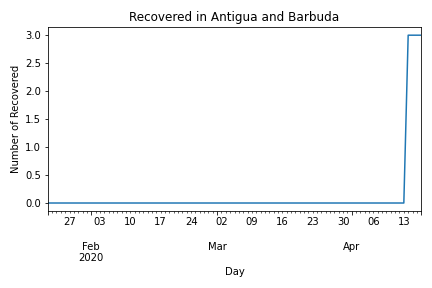 Recovered in Antigua and Barbuda
3.0
2.5
2.0
1.5
1.0
0.5
0.0
Number of Recovered
27 03 10 17 24 02 09 16 23 30 06 13
Feb Mar Apr
2020
Day